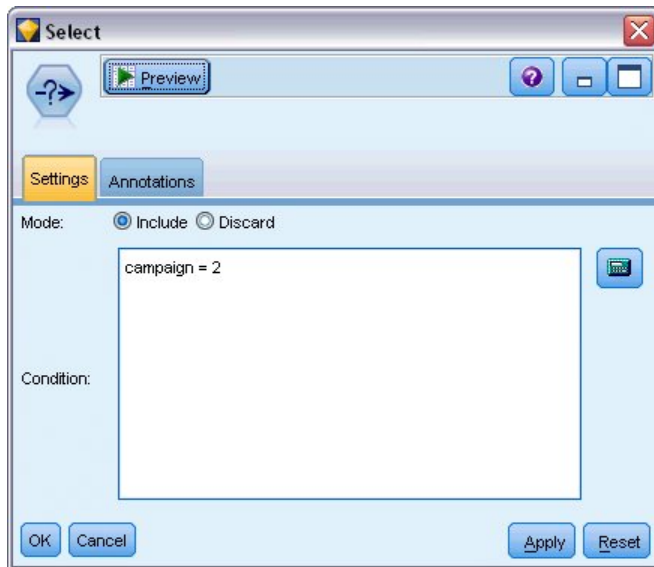 Select
Preview
Settings Annotations
Mode: Include Discard
campaign = 2
Condition:
OK Cancel Apply Reset